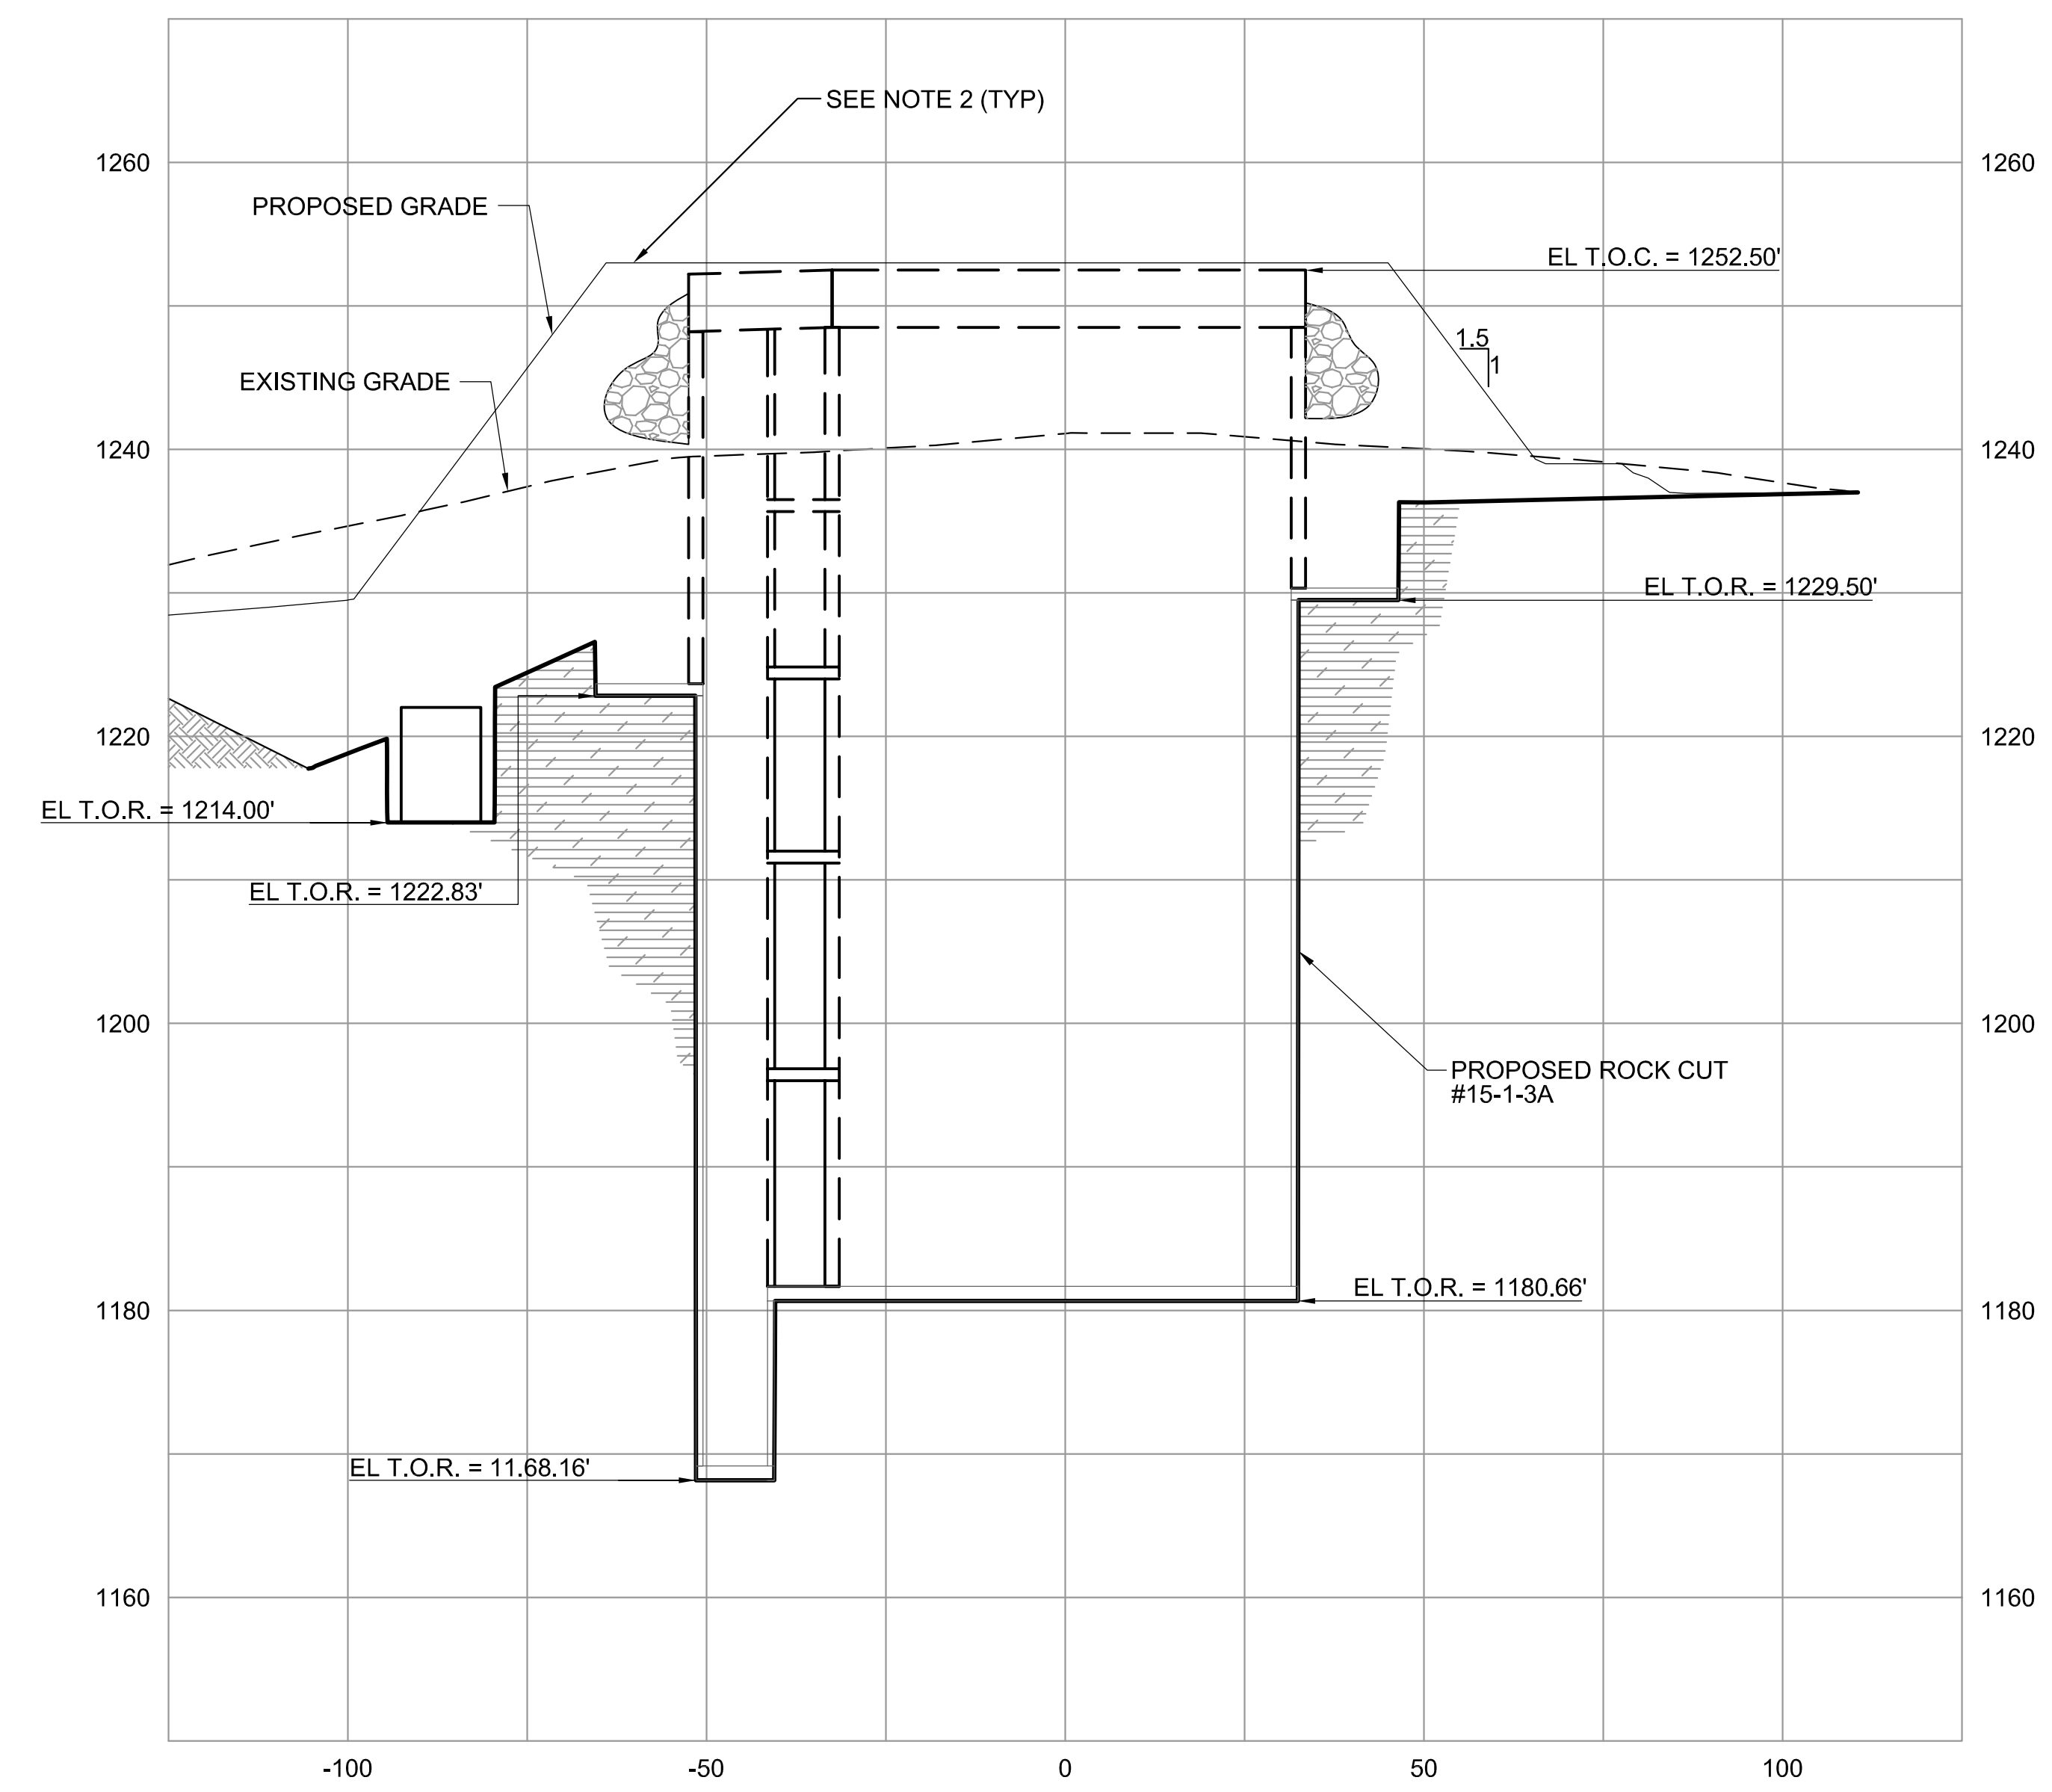 SEE NOTE 2 (TYP)
1260
1260
PROPOSED GRADE
EL T.O.C. = 1252.50'
1.5
1
EXISTING GRADE
1240
1240
EL T.O.R. = 1229.50'
1220
1220
EL T.O.R. = 1214.00'
EL T.O.R. = 1222.83'
1200
1200
PROPOSED ROCK CUT
#15-1-3A
EL T.O.R. = 1180.66'
1180
1180
EL T.O.R. = 11.68.16'
1160
1160
-100 -50 0 50 100